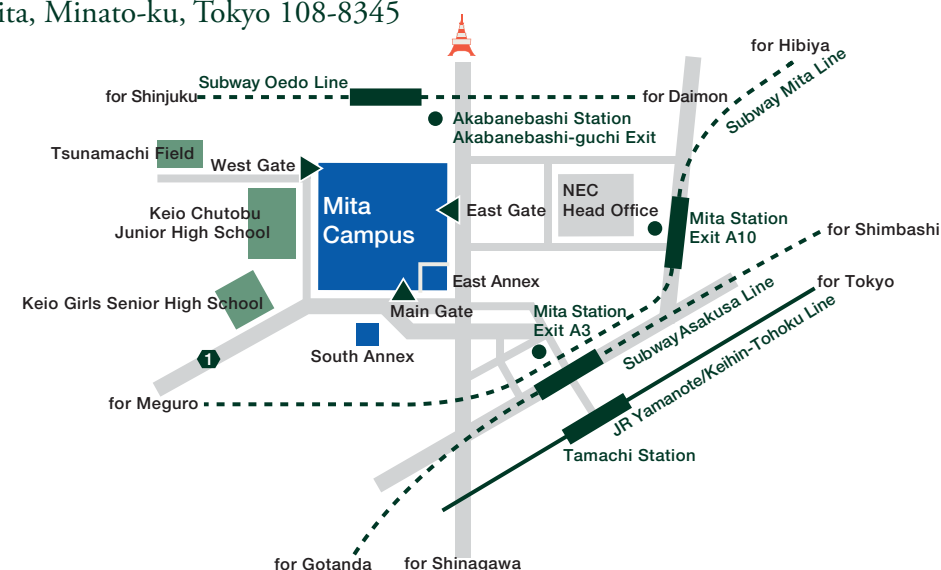 ita, Minato-ku, Tokyo 108-8345
for Hibiya
Subway Mita Line
Subway Oedo Line
for Shinjuku
for Daimon
Akabanebashi Station
Akabanebashi-guchi Exit
Tsunamachi Field
West Gate
NEC
Head Office
Mita
Campus
East Gate
Keio Chutobu
Junior High School
Mita Station
Exit A10
for Shimbashi
East Annex
for Tokyo
Keio Girls Senior High School
Main Gate
Mita Station
Exit A3
Subway Asakusa Line
JR Yamanote/Keihin-Tohoku Line
South Annex
1
for Meguro
Tamachi Station
for Gotanda
for Shinagawa